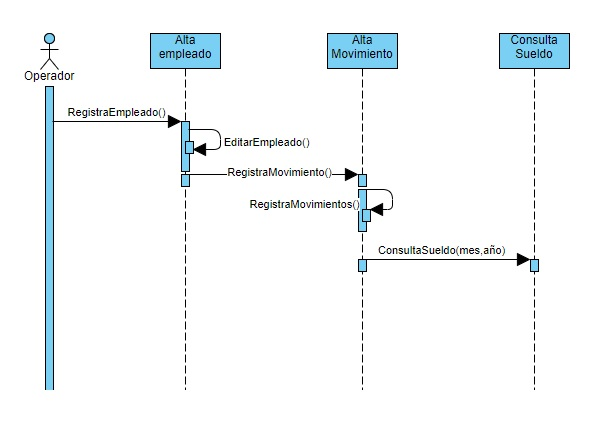 Operador
Alta
empleado
Alta
Movimiento
Consulta
Sueldo
RegistraEmpleado()
EditarEmpleado()
RegistraMovimiento()
RegistraMovimientos()
ConsultaSueldo(mes,año)